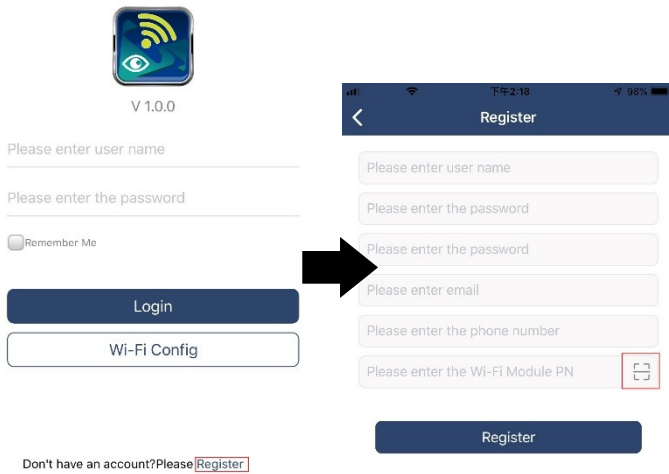 V 1.0.0
Please enter user name
Please enter the password
Remember Me
Login
Wi-Fi Config
Don't have an account?Please Register
下午2:18
98%
Register
Please enter user name
Please enter the password
Please enter the password
Please enter email
Please enter the phone number
Please enter the Wi-Fi Module PN
Register